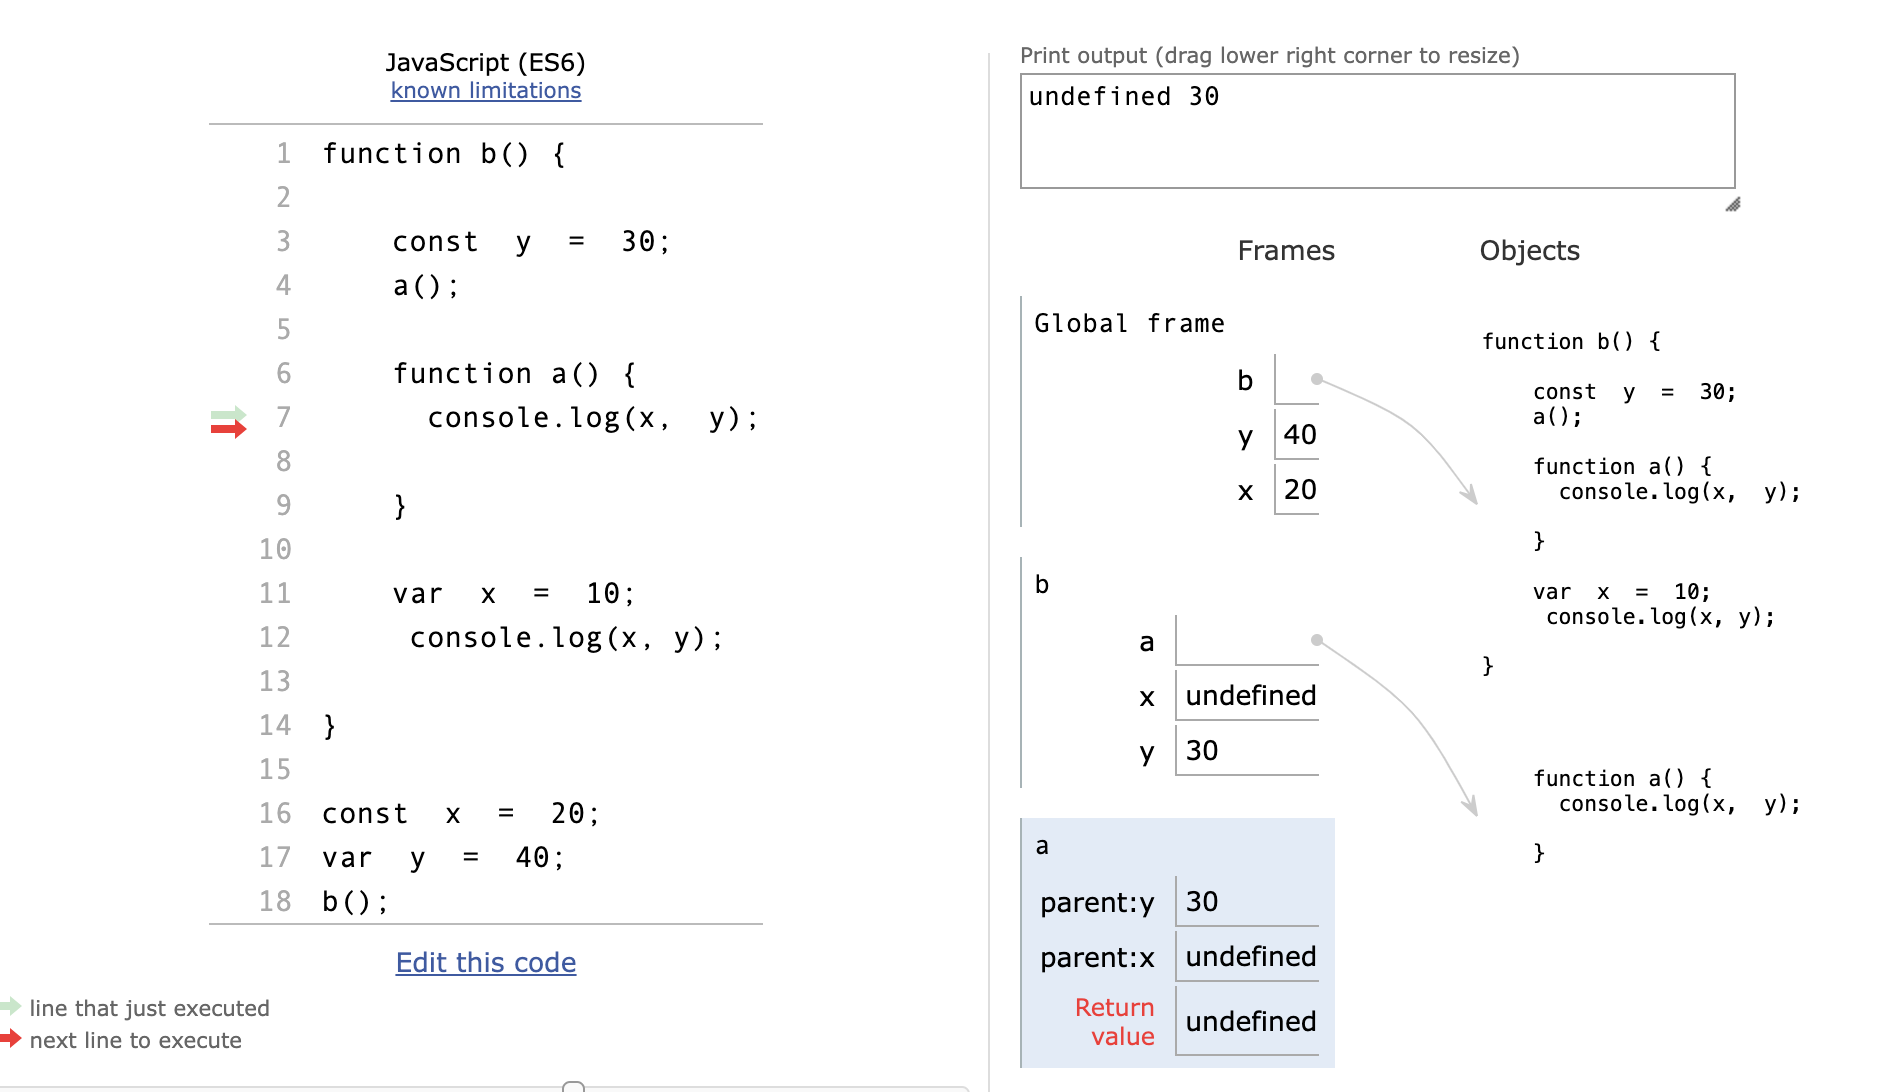 JavaScript (ES6)
known limitations
1 function b() {
2
3 const y = 30;
4 a();
5
6 function a() {
7 console.log(x, y);
8
9 }
10
11 var x = 10;
12 console.log(x, y);
13
14 }
15
16 const x = 20;
17 var y = 40;
18 b();
Edit this code
line that just executed
next line to execute
Print output (drag lower right corner to resize)
undefined 30
Frames Objects
Global frame
b
y 40
x 20
b
a
x undefined
y 30
a
parent:y 30
parent:x undefined
Return
value undefined
function b() {
const y = 30;
a();
function a() {
console.log(x, y);
}
var x = 10;
console.log(x, y);
}
function a() {
console.log(x, y);
}